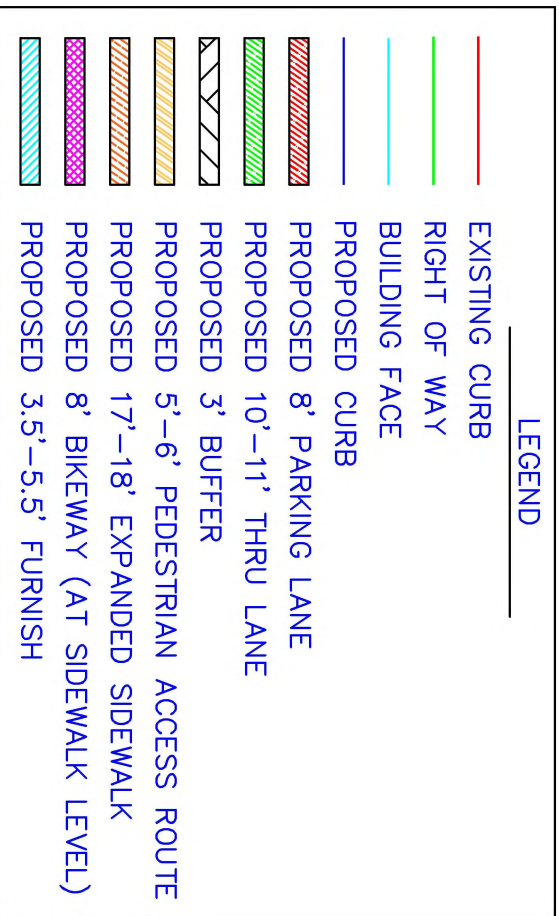 LEGEND
EXISTING CURB
RIGHT OF WAY
BUILDING FACE
PROPOSED CURB
PROPOSED 8' PARKING LANE
PROPOSED 10'-11' THRU LANE
PROPOSED 3' BUFFER
PROPOSED 5'-6' PEDESTRIAN ACCESS ROUTE
PROPOSED 17'-18' EXPANDED SIDEWALK
PROPOSED 8' BIKEWAY (AT SIDEWALK LEVEL)
PROPOSED 3.5'-5.5' FURNISH